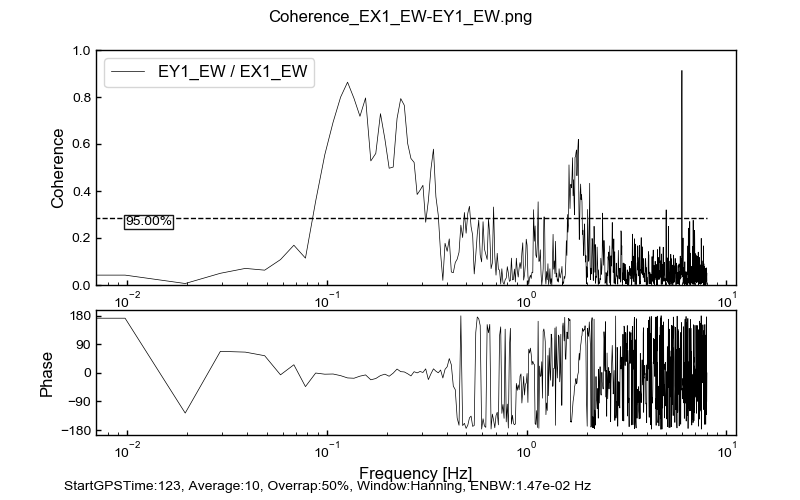 Coherence_EX1_EW-EY1_EW.png
1.0
EY1_EW / EX1_EW
0.8
0.6
Coherence
0.4
95.00%
0.2
0.0
10⁻² 10⁻¹ 10⁰ 10¹
180
90
Phase
0
−90
−180
10⁻² 10⁻¹ 10⁰ 10¹
Frequency [Hz]
StartGPSTime:123, Average:10, Overrap:50%, Window:Hanning, ENBW:1.47e-02 Hz